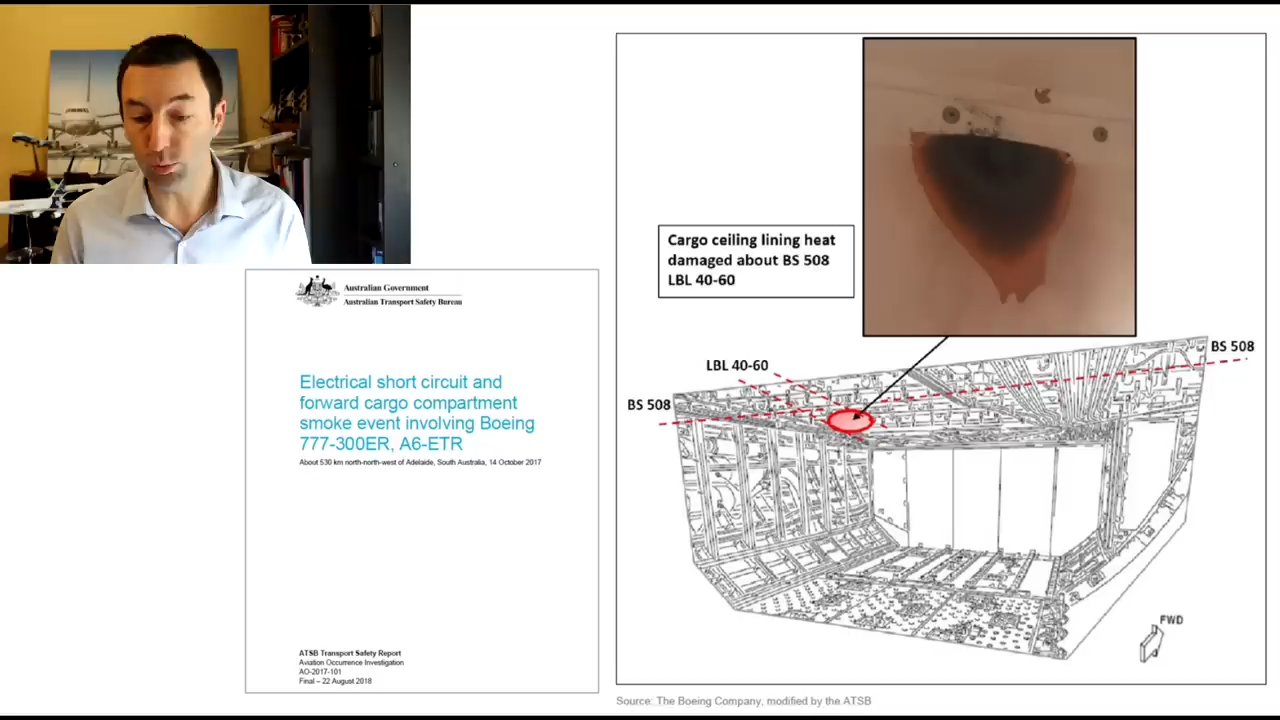 Australian Government
Australian Transport Safety Bureau
Electrical short circuit and
forward cargo compartment
smoke event involving Boeing
777-300ER, A6-ETR
About 530 km north-north-west of Adelaide, South Australia, 14 October 2017
ATSB Transport Safety Report
Aviation Occurrence Investigation
AO-2017-101
Final – 22 August 2018
Cargo ceiling lining heat
damaged about BS 508
LBL 40-60
BS 508
LBL 40-60
BS 508
FWD
Source: The Boeing Company, modified by the ATSB